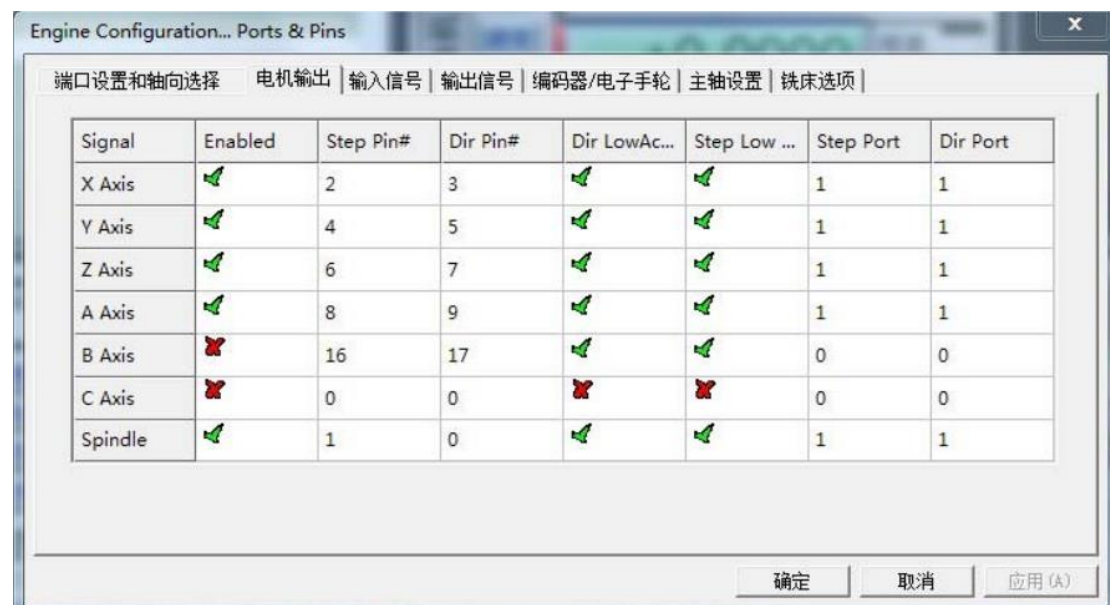 Engine Configuration... Ports & Pins
端口设置和轴向选择 电机输出 输入信号 输出信号 编码器/电子手轮 主轴设置 铣床选项
Signal Enabled Step Pin# Dir Pin# Dir LowAc... Step Low ... Step Port Dir Port
X Axis 2 3 1 1
Y Axis 4 5 1 1
Z Axis 6 7 1 1
A Axis 8 9 1 1
B Axis 16 17 0 0
C Axis 0 0 0 0
Spindle 1 0 1 1
确定 取消 应用(A)